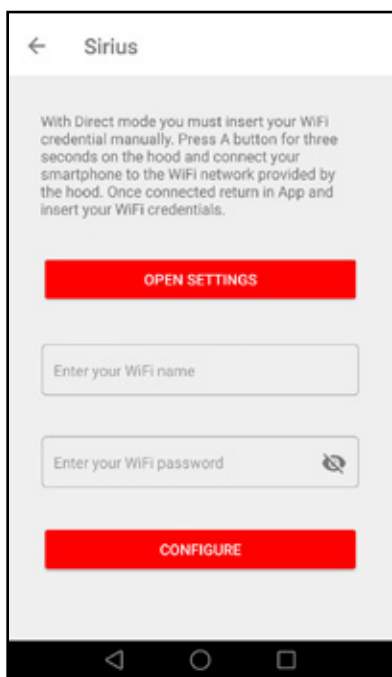 Sirius
With Direct mode you must insert your WiFi
credential manually. Press A button for three
seconds on the hood and connect your
smartphone to the WiFi network provided by
the hood. Once connected return in App and
insert your WiFi credentials.
OPEN SETTINGS
Enter your WiFi name
Enter your WiFi password
CONFIGURE